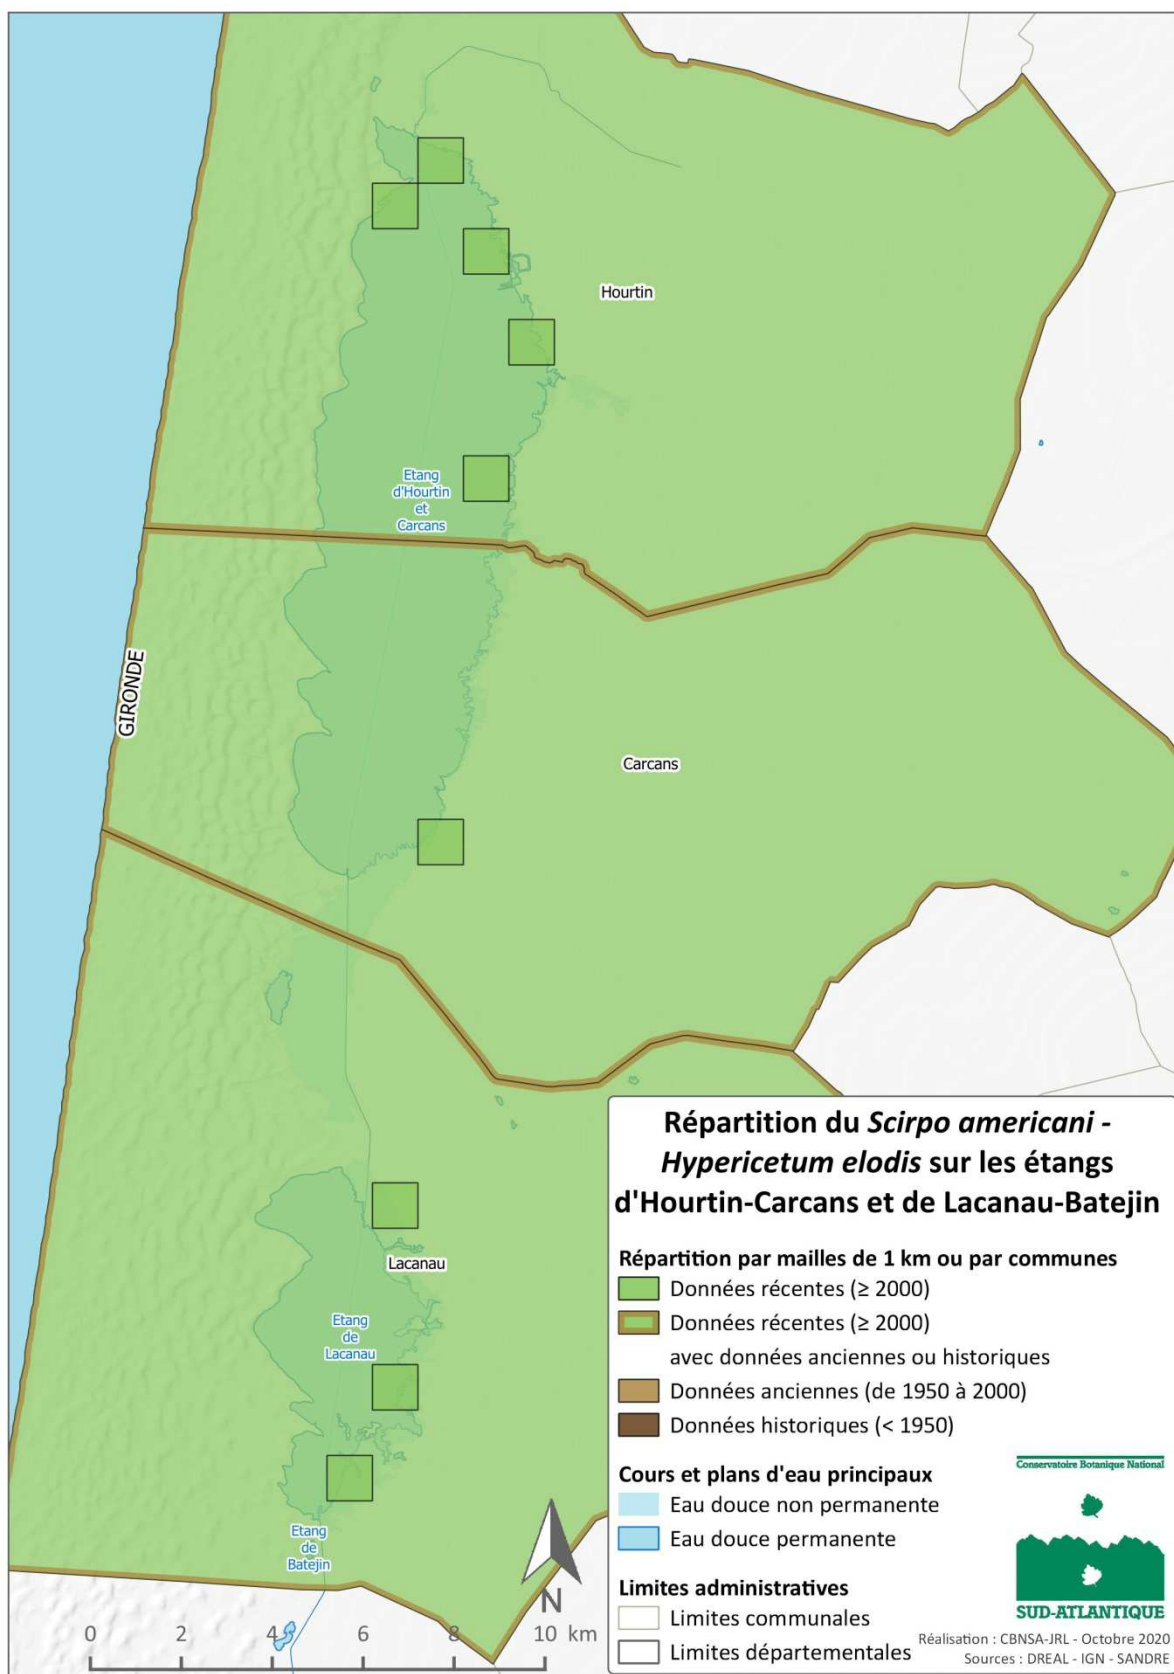 Hourtin
Etang
d'Hourtin
et
Carcans
GIRONDE
Carcans
Lacanau
Etang
de
Lacanau
Etang
de
Batejin
N
0 2 4 6 8 10 km
Répartition du Scirpo americani -
Hypericetum elodis sur les étangs
d'Hourtin-Carcans et de Lacanau-Batejin
Répartition par mailles de 1 km ou par communes
Données récentes (≥ 2000)
Données récentes (≥ 2000)
avec données anciennes ou historiques
Données anciennes (de 1950 à 2000)
Données historiques (< 1950)
Cours et plans d'eau principaux
Eau douce non permanente
Eau douce permanente
Limites administratives
Limites communales
Limites départementales
Conservatoire Botanique National
SUD-ATLANTIQUE
Réalisation : CBNSA-JRL - Octobre 2020
Sources : DREAL - IGN - SANDRE